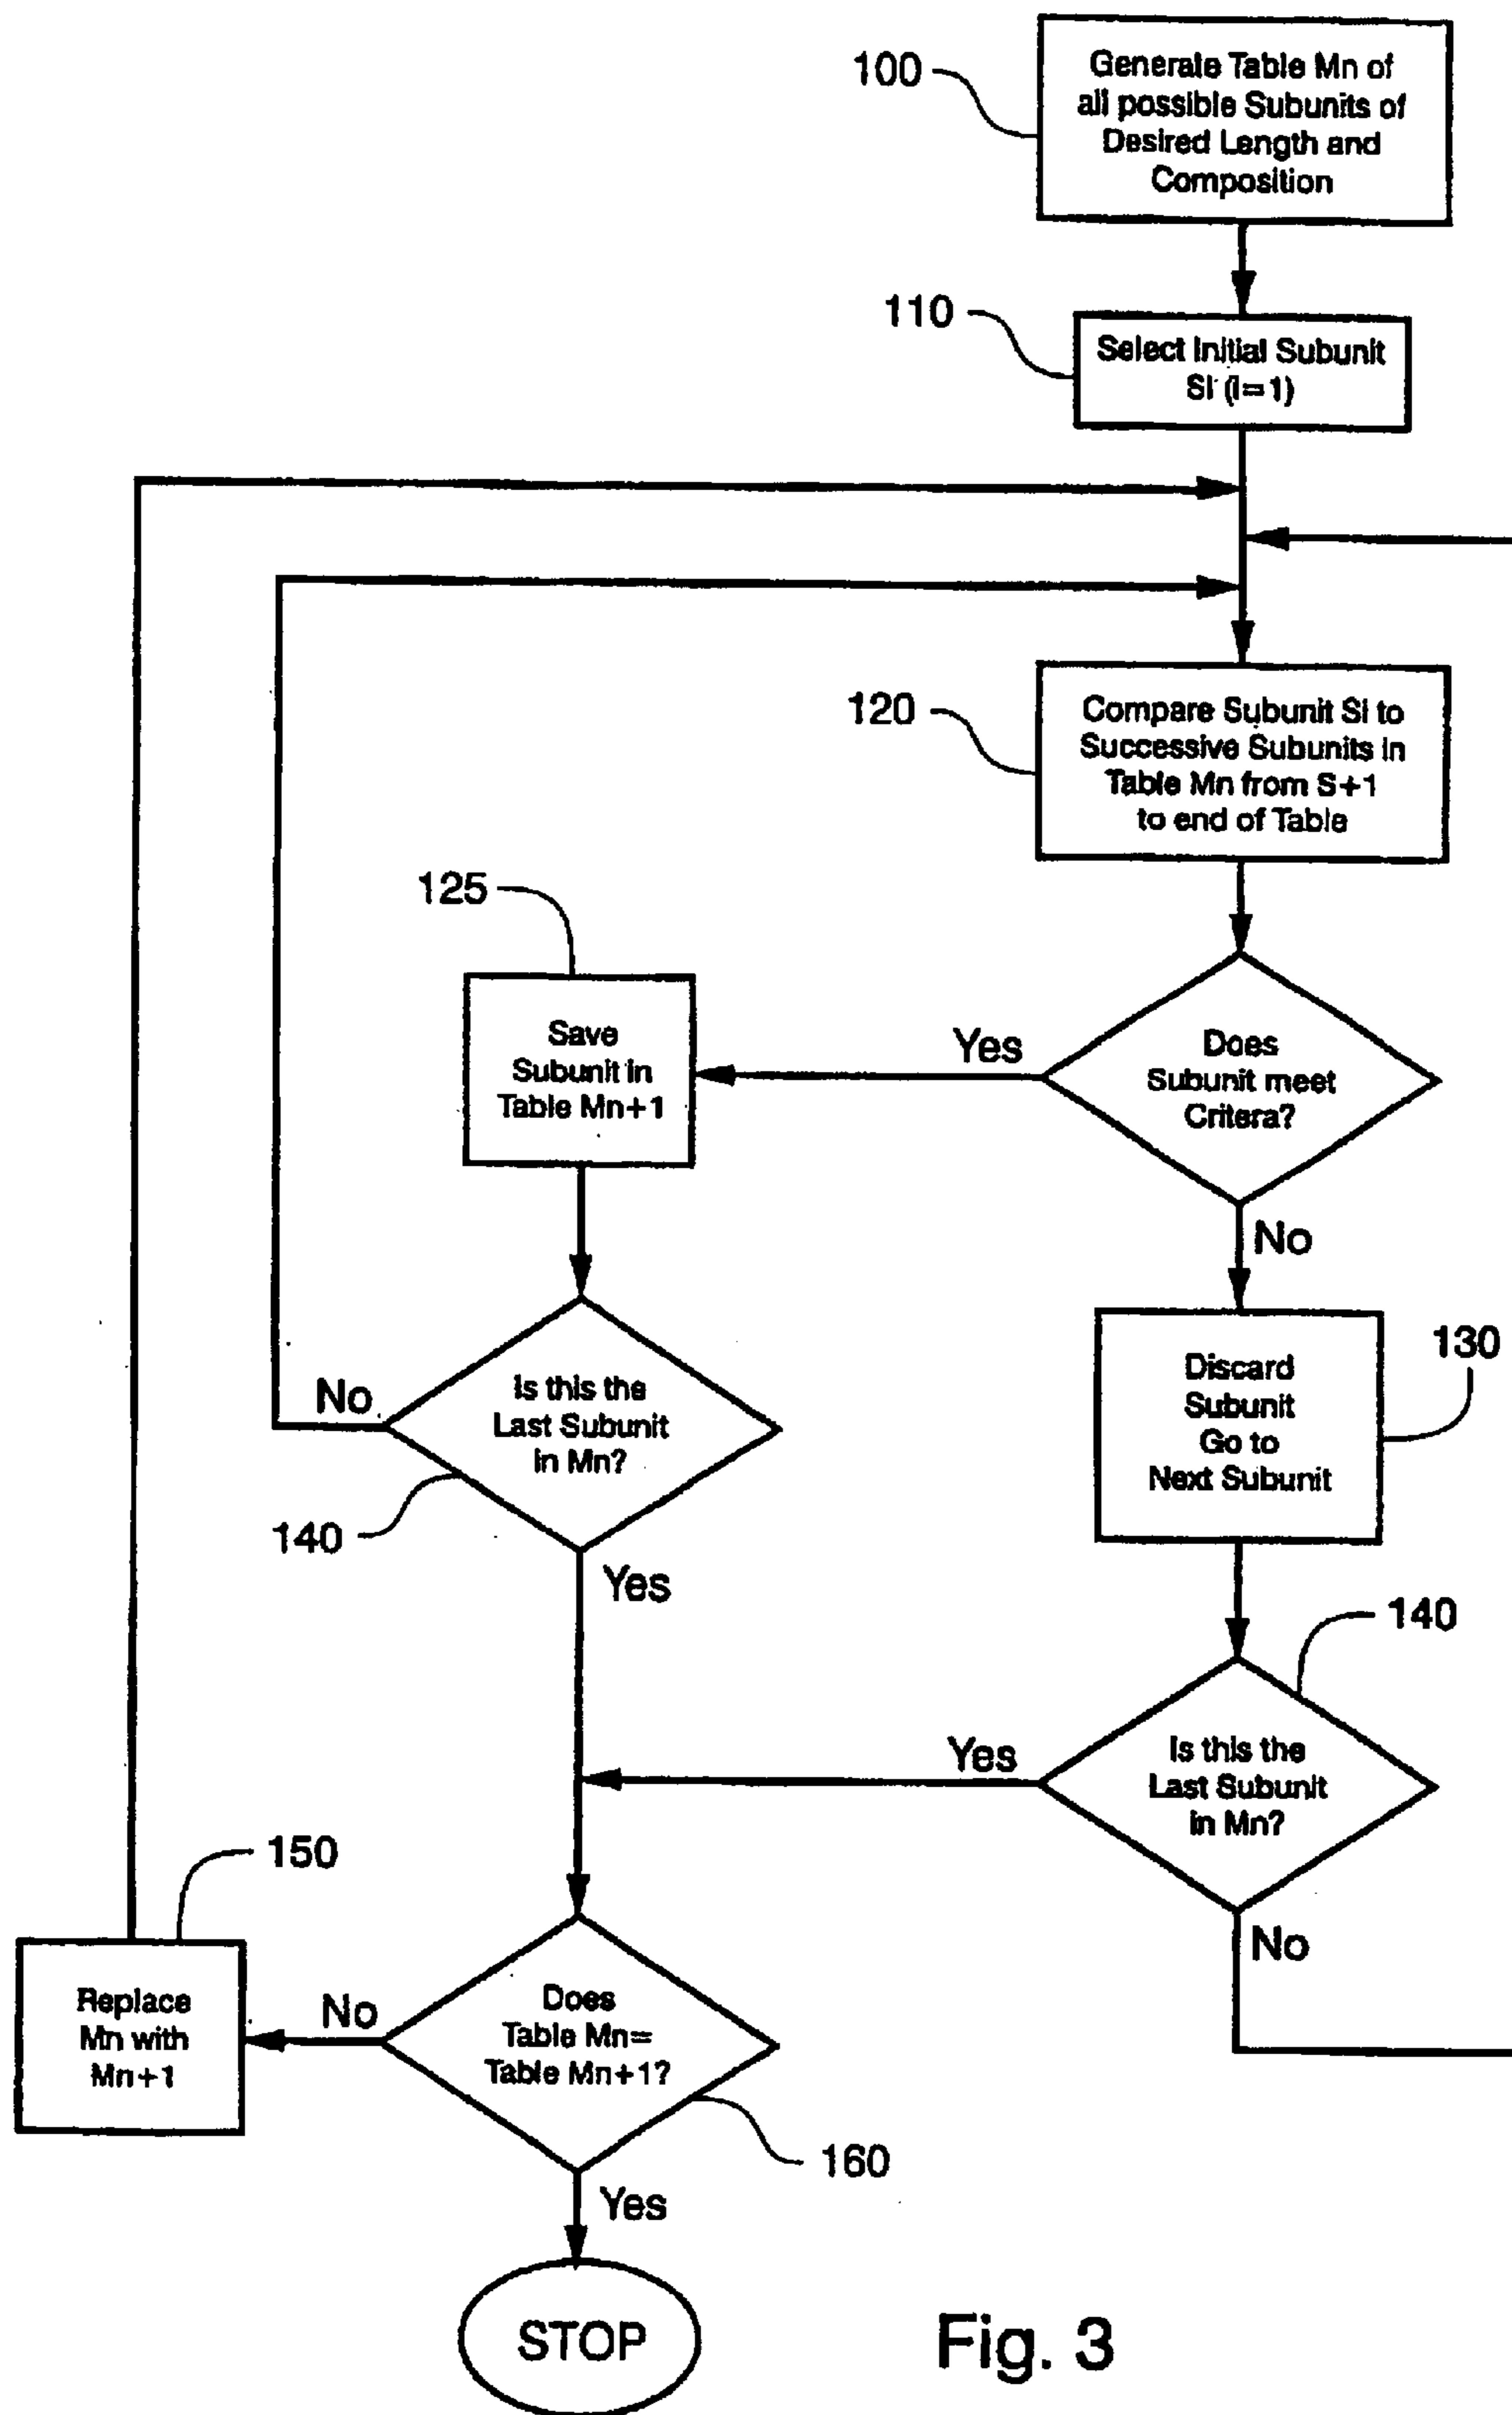 100
Generate Table Mn of
all possible Subunits of
Desired Length and
Composition
110
Select Initial Subunit
Si (i=1)
120
Compare Subunit Si to
Successive Subunits in
Table Mn from S+1
to end of Table
125
Save
Subunit in
Table Mn+1
Yes
Does
Subunit meet
Critera?
No
130
Discard
Subunit
Go to
Next Subunit
No
Is this the
Last Subunit
in Mn?
140
Yes
140
Yes
Is this the
Last Subunit
in Mn?
No
150
Replace
Mn with
Mn+1
No
Does
Table Mn=
Table Mn+1?
160
Yes
STOP
Fig. 3